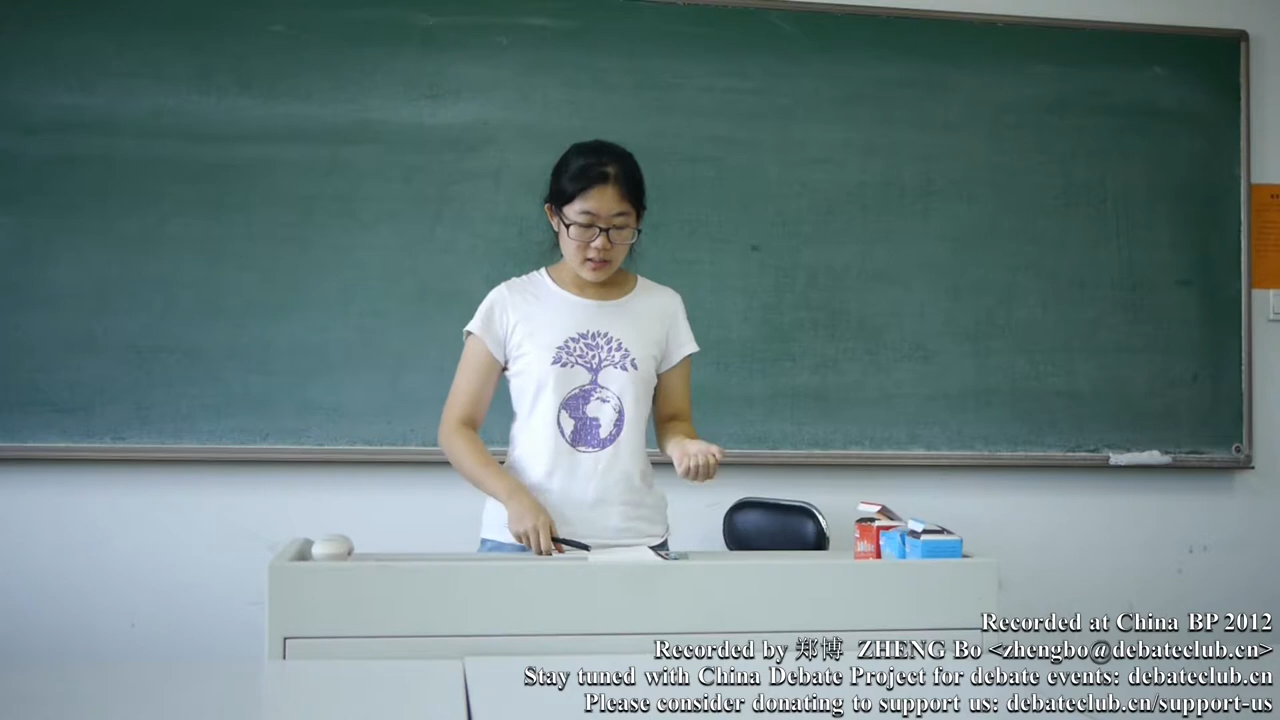 Recorded at China BP 2012
Recorded by 郑博 ZHENG Bo <zhengbo@debateclub.cn>
Stay tuned with China Debate Project for debate events: debateclub.cn
Please consider donating to support us: debateclub.cn/support-us